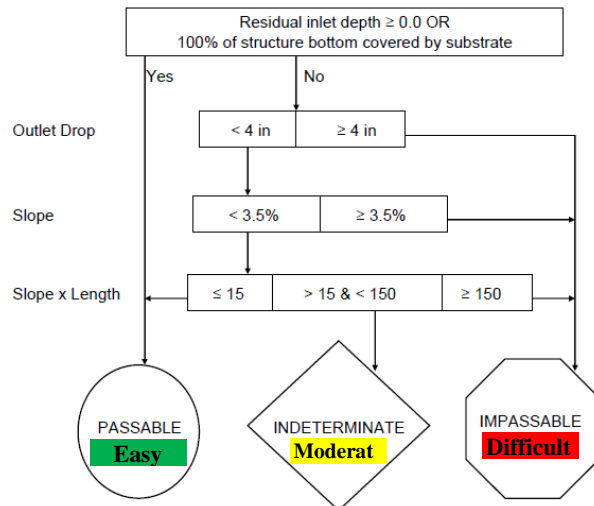 Residual inlet depth ≥ 0.0 OR
100% of structure bottom covered by substrate
Yes
No
Outlet Drop
< 4 in
≥ 4 in
Slope
< 3.5%
≥ 3.5%
Slope x Length
≤ 15
> 15 & < 150
≥ 150
PASSABLE
Easy
INDETERMINATE
Moderat
IMPASSABLE
Difficult